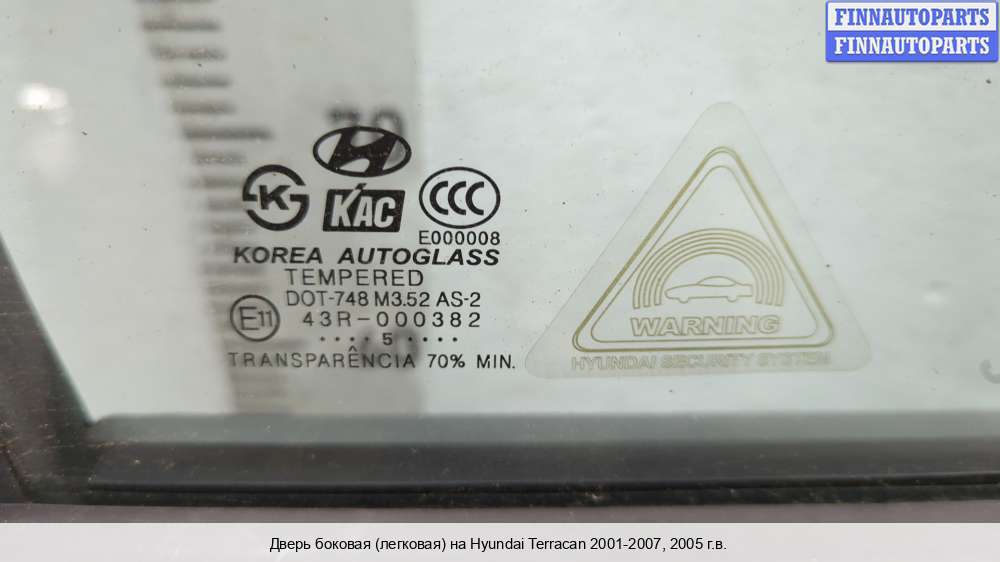 FINNAUTOPARTS
FINNAUTOPARTS
70
K
KAC
CCC
E000008
KOREA AUTOGLASS
TEMPERED
DOT-748 M3.52 AS-2
E11
43R-000382
.... 5 ....
TRANSPARÊNCIA 70% MIN.
WARNING
HYUNDAI SECURITY SYSTEM
Дверь боковая (легковая) на Hyundai Terracan 2001-2007, 2005 г.в.